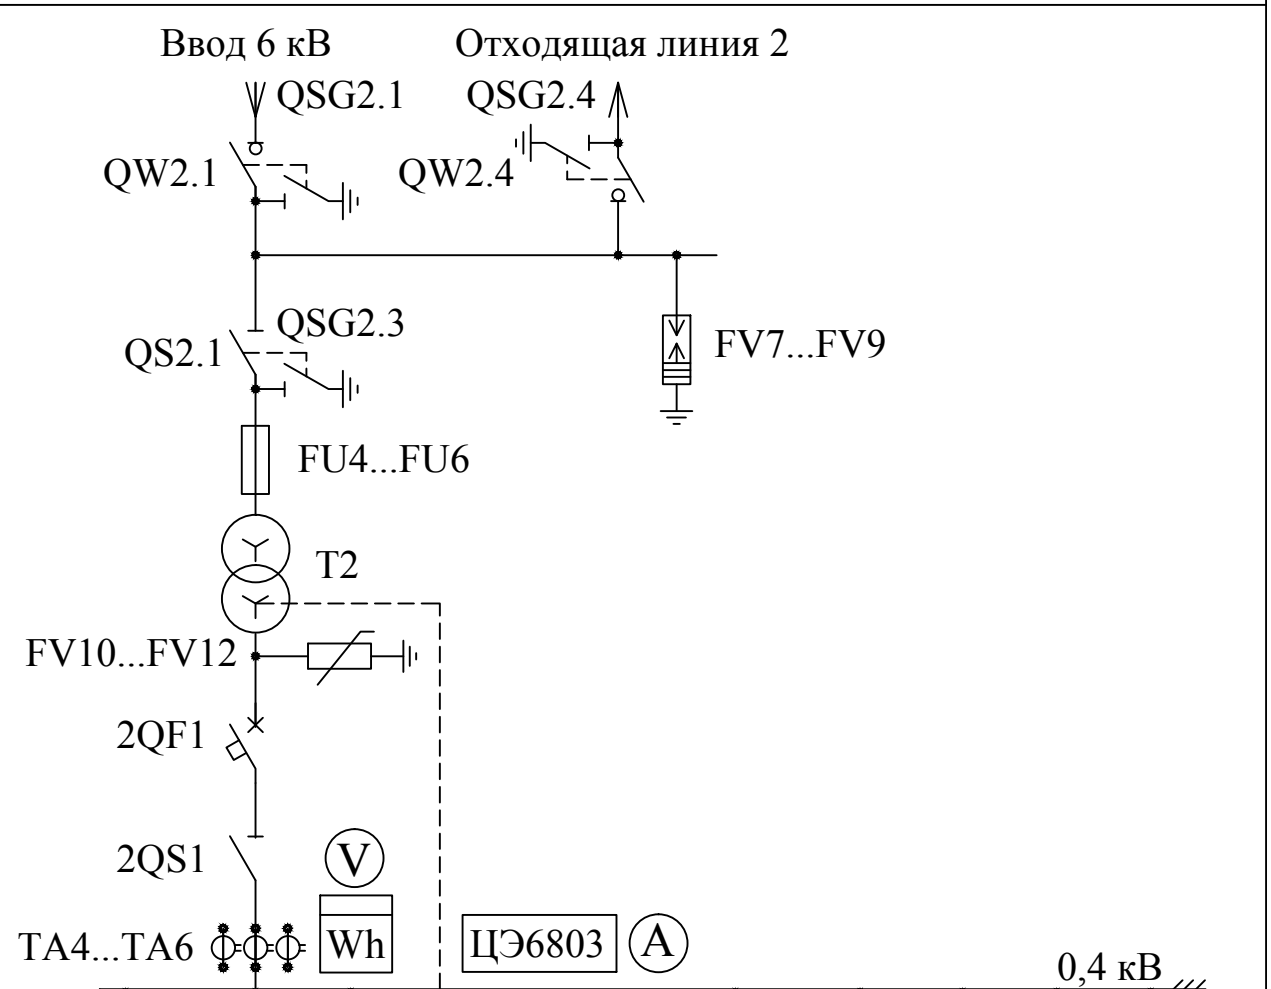 Ввод 6 кВ
Отходящая линия 2
QSG2.1
QSG2.4
QW2.1
QW2.4
QSG2.3
QS2.1
FV7...FV9
FU4...FU6
T2
FV10...FV12
2QF1
2QS1
V
TA4...TA6
Wh
ЦЭ6803
A
0,4 кВ